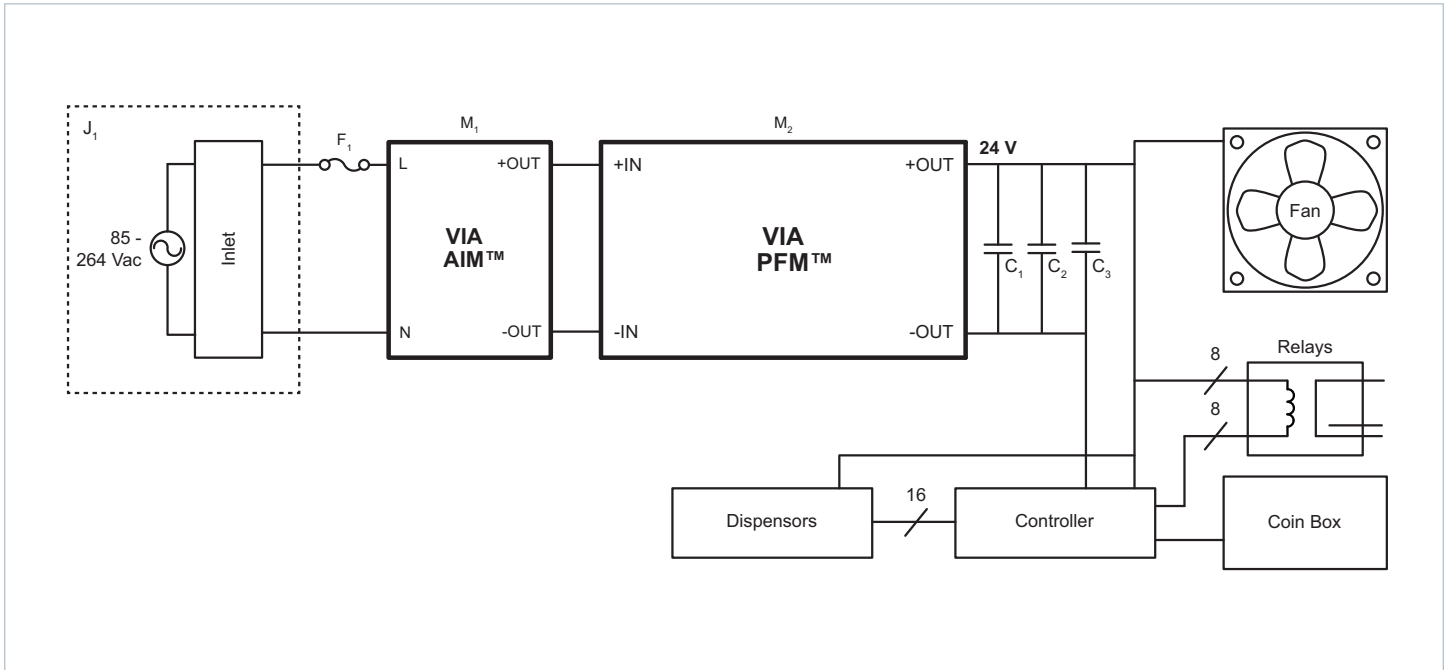 J1
F1
M1
M2
85 -
264 Vac
Inlet
L
N
+OUT
-OUT
VIA
AIM™
+IN
-IN
VIA
PFM™
+OUT
-OUT
24 V
C1
C2
C3
Fan
Relays
8
8
Dispensors
16
Controller
Coin Box